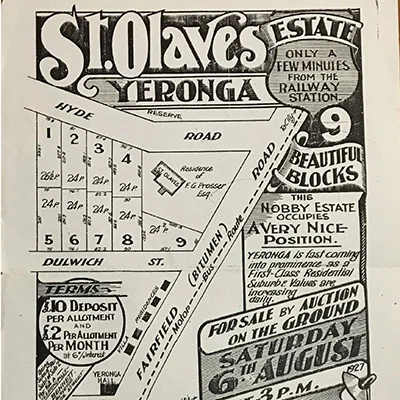 St. Olaves
ESTATE
YERONGA
ONLY A
FEW MINUTES
FROM THE
RAILWAY
STATION.
9
BEAUTIFUL
BLOCKS
HYDE
RESERVE
ROAD
1
2
3
4
26½P
24P
24P
24P
24P
24P
24P
5
6
7
8
9
ST OLAVES
Residence
of
F.G. Prosser
Esq.
DULWICH ST.
FAIRFIELD (BITUMEN) ROAD
Motor Bus Route
THIS
NOBBY ESTATE
OCCUPIES
A VERY NICE
POSITION.
YERONGA is fast coming
into prominence as a
First-Class Residential
Suburb. Values are
increasing
daily.
TERMS
£10 DEPOSIT
PER ALLOTMENT
AND
£2 PER ALLOTMENT
PER MONTH
at 6% interest
VILLA RESIDENCES
YERONGA
HALL
FOR SALE BY AUCTION
ON THE GROUND
SATURDAY
6TH AUGUST
1927
3 P.M.